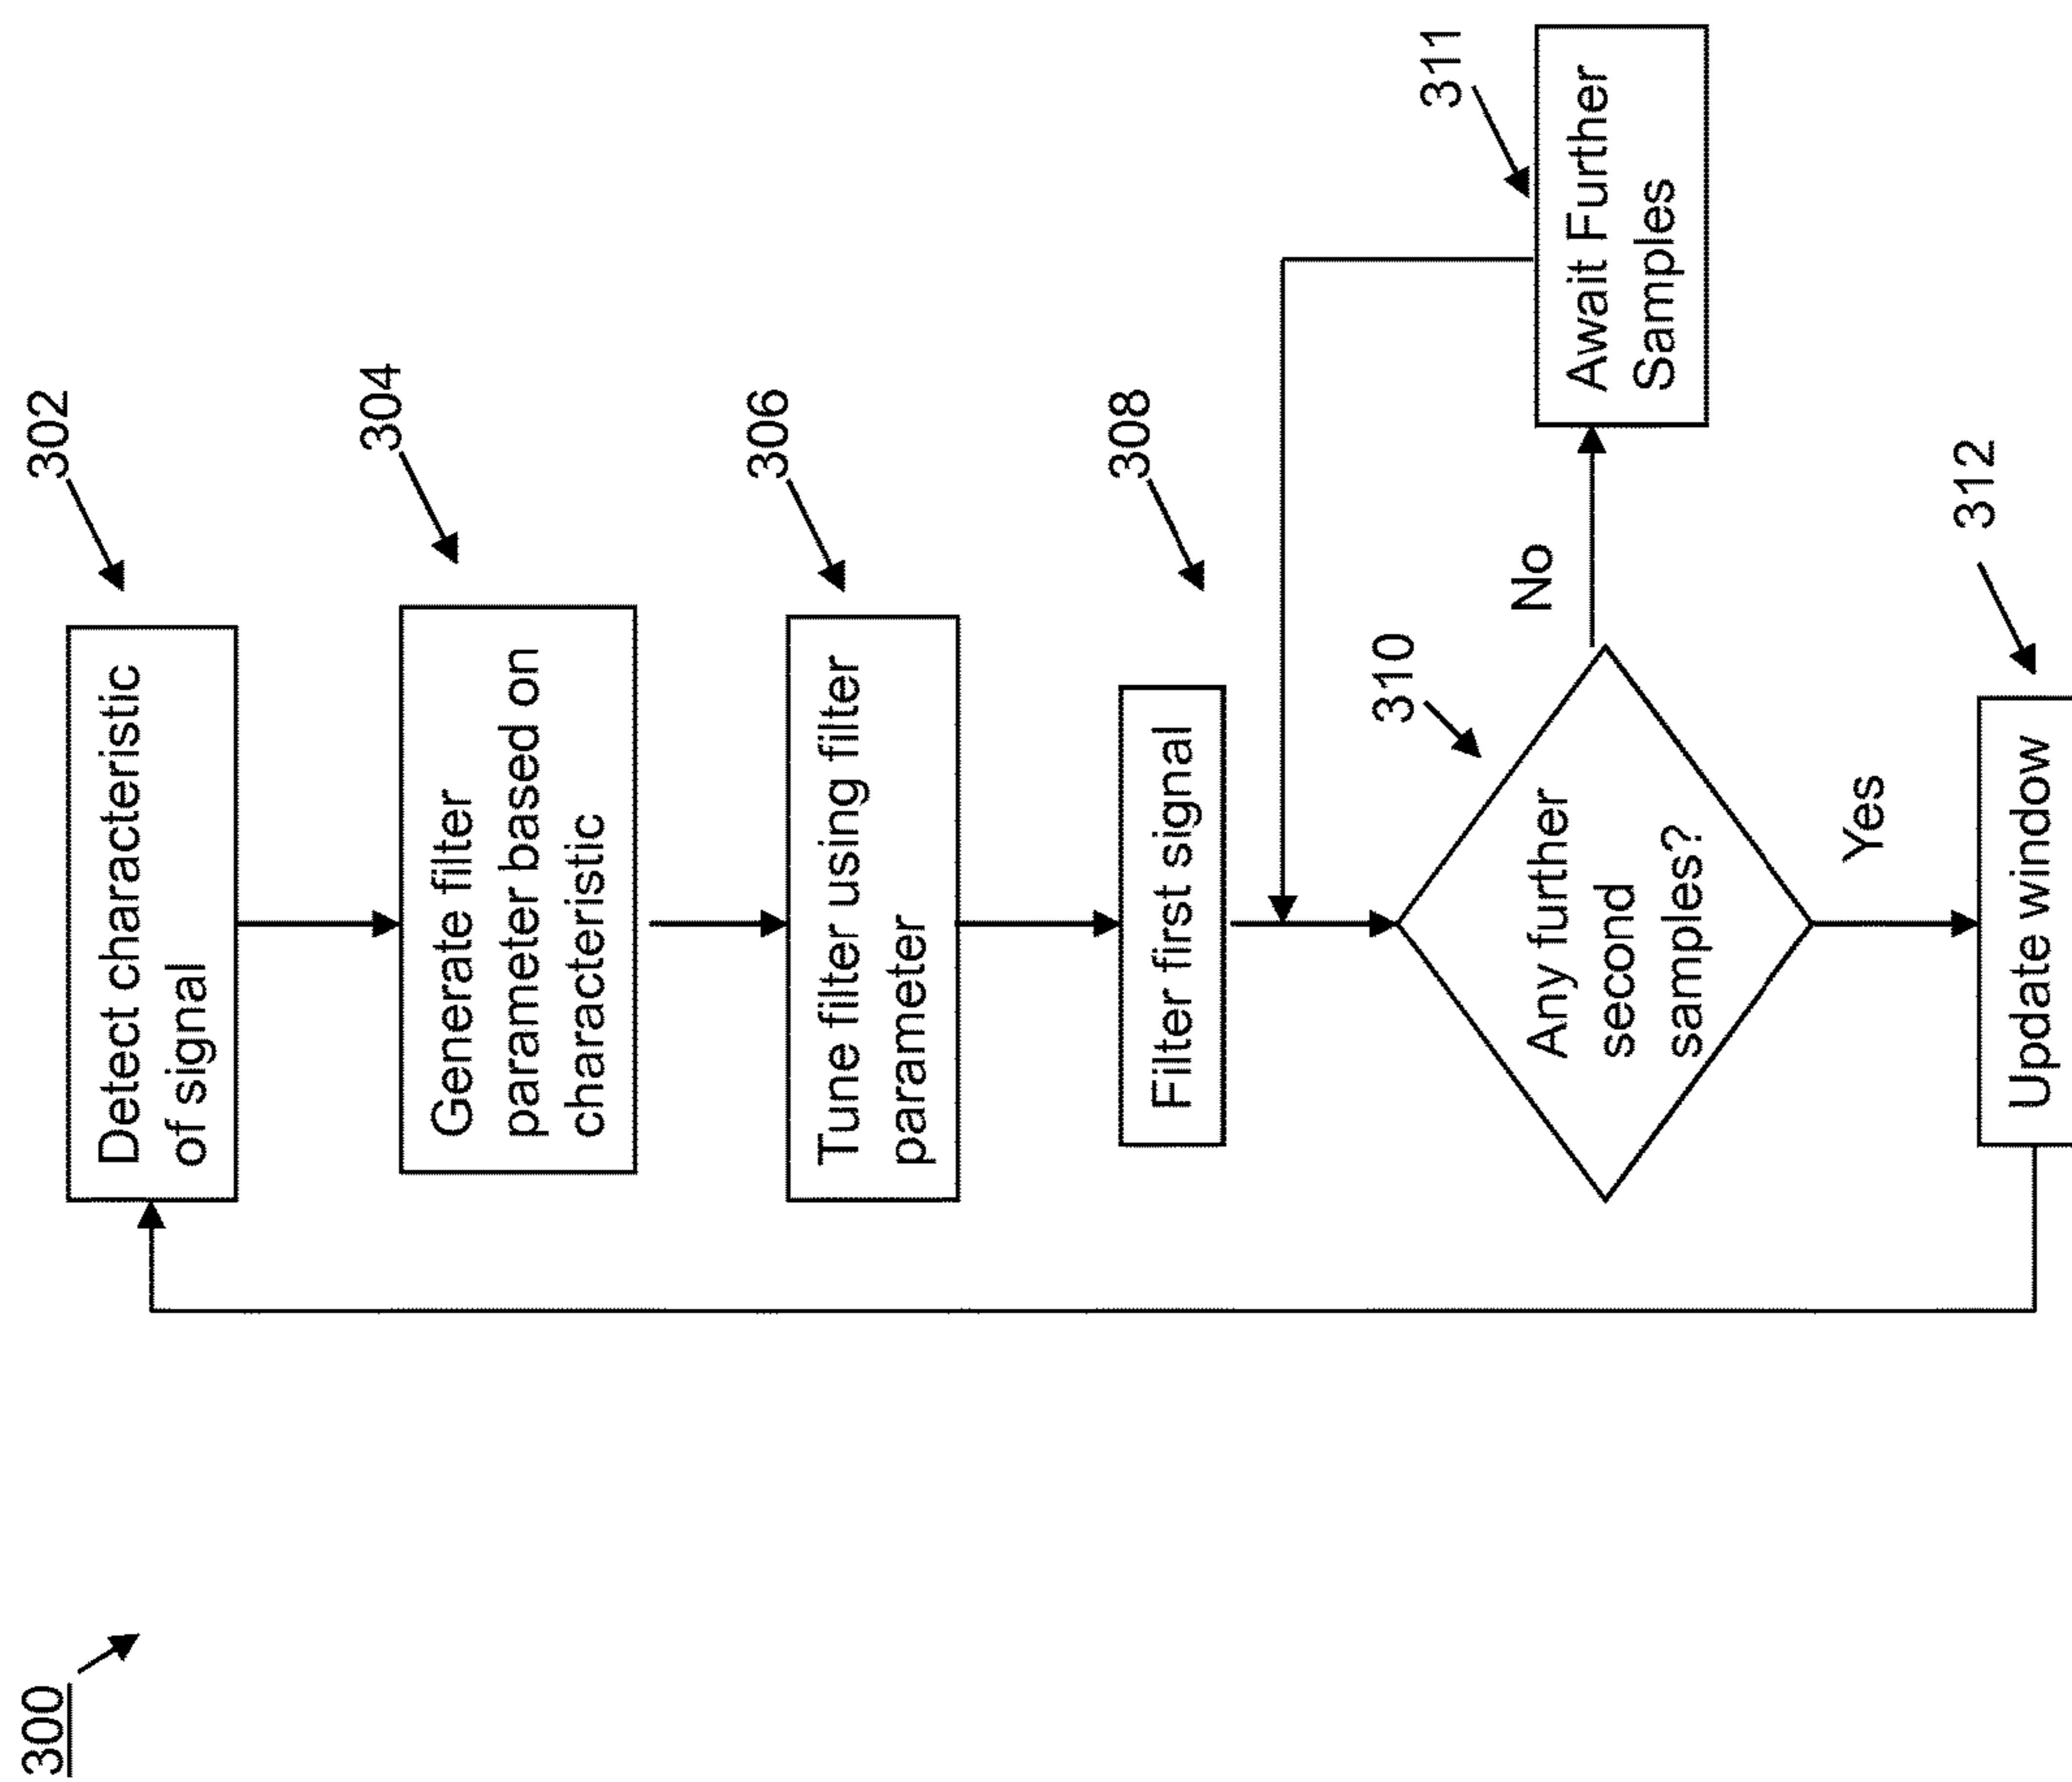 300
302
Detect characteristic
of signal
304
Generate filter
parameter based on
characteristic
306
Tune filter using filter
parameter
308
Filter first signal
310
Any further
second
samples?
No
311
Await Further
Samples
Yes
312
Update window